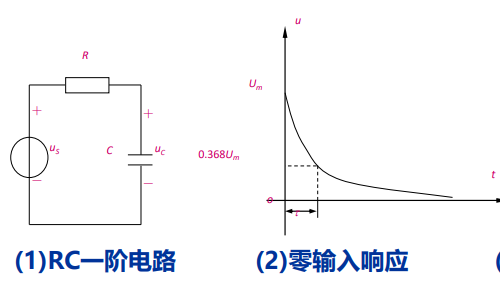 R
+
+
u_S
C
u_C
−
−
(1)RC一阶电路
u
U_m
0.368U_m
t
o
τ
(2)零输入响应
(